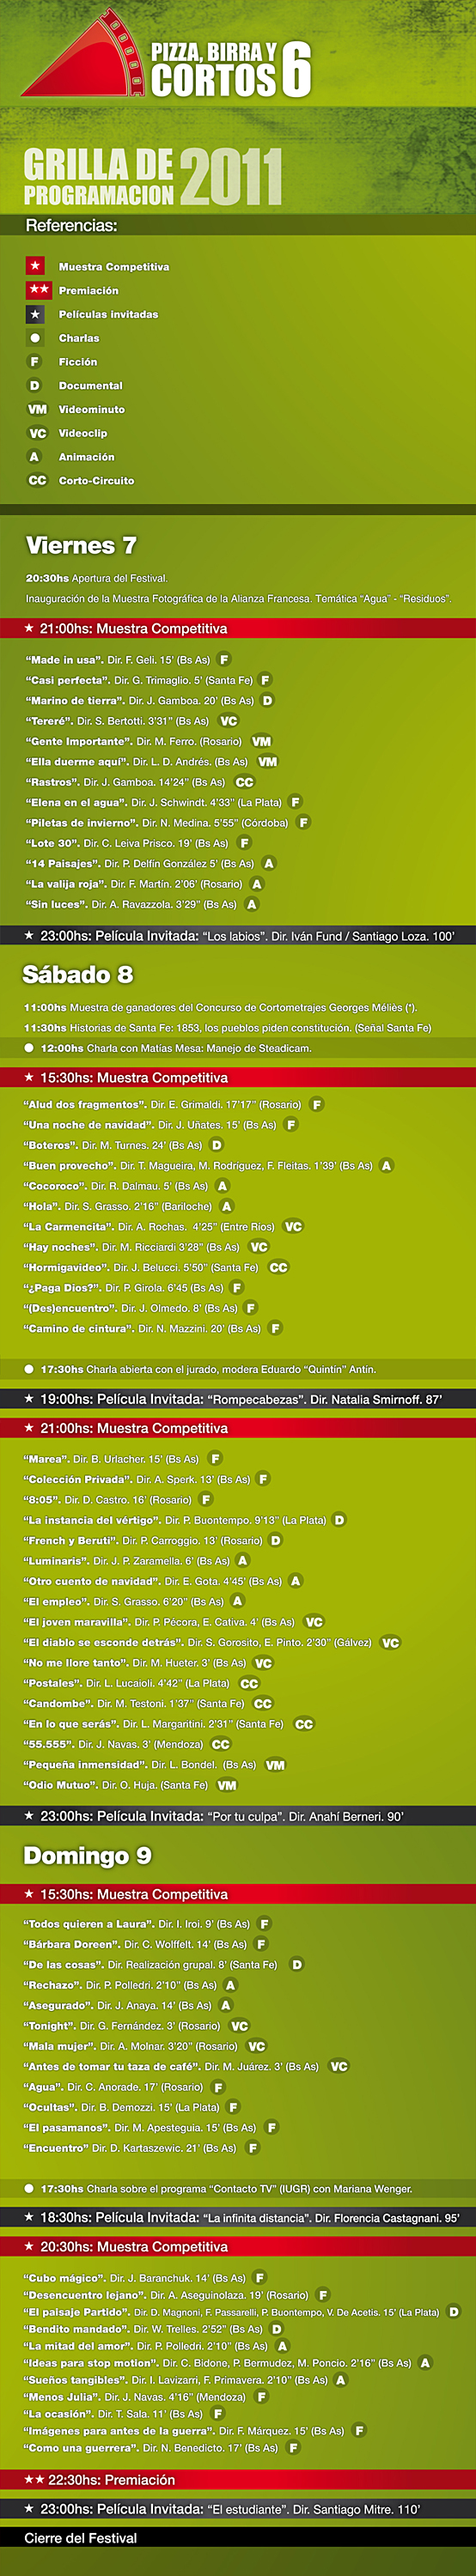 PIZZA, BIRRA Y
CORTOS 6
GRILLA DE
PROGRAMACION 2011
Referencias:
Muestra Competitiva
Premiación
Películas invitadas
Charlas
F Ficción
D Documental
VM Videominuto
VC Videoclip
A Animación
CC Corto-Circuito
Viernes 7
20:30hs Apertura del Festival.
Inauguración de la Muestra Fotográfica de la Alianza Francesa. Temática “Agua” - “Residuos”.
★ 21:00hs: Muestra Competitiva
“Made in usa”. Dir. F. Geli. 15’ (Bs As) F
“Casi perfecta”. Dir. G. Trimaglio. 5’ (Santa Fe) F
“Marino de tierra”. Dir. J. Gamboa. 20’ (Bs As) D
“Tereré”. Dir. S. Bertotti. 3’31” (Bs As) VC
“Gente Importante”. Dir. M. Ferro. (Rosario) VM
“Ella duerme aquí”. Dir. L. D. Andrés. (Bs As) VM
“Rastros”. Dir. J. Gamboa. 14’24” (Bs As) CC
“Elena en el agua”. Dir. J. Schwindt. 4’33” (La Plata) F
“Piletas de invierno”. Dir. N. Medina. 5’55” (Córdoba) F
“Lote 30”. Dir. C. Leiva Prisco. 19’ (Bs As) F
“14 Paisajes”. Dir. P. Delfín González 5’ (Bs As) A
“La valija roja”. Dir. F. Martín. 2’06’ (Rosario) A
“Sin luces”. Dir. A. Ravazzola. 3’29” (Bs As) A
★ 23:00hs: Película Invitada: “Los labios”. Dir. Iván Fund / Santiago Loza. 100’
Sábado 8
11:00hs Muestra de ganadores del Concurso de Cortometrajes Georges Méliès (*).
11:30hs Historias de Santa Fe: 1853, los pueblos piden constitución. (Señal Santa Fe)
12:00hs Charla con Matías Mesa: Manejo de Steadicam.
★ 15:30hs: Muestra Competitiva
“Alud dos fragmentos”. Dir. E. Grimaldi. 17’17” (Rosario) F
“Una noche de navidad”. Dir. J. Uñates. 15’ (Bs As) F
“Boteros”. Dir. M. Turnes. 24’ (Bs As) D
“Buen provecho”. Dir. T. Magueira, M. Rodríguez, F. Fleitas. 1’39’ (Bs As) A
“Cocoroco”. Dir. R. Dalmau. 5’ (Bs As) A
“Hola”. Dir. S. Grasso. 2’16” (Bariloche) A
“La Carmencita”. Dir. A. Rochas. 4’25” (Entre Ríos) VC
“Hay noches”. Dir. M. Ricciardi 3’28” (Bs As) VC
“Hormigavideo”. Dir. J. Belucci. 5’50” (Santa Fe) CC
“¿Paga Dios?”. Dir. P. Girola. 6’45 (Bs As) F
“(Des)encuentro”. Dir. J. Olmedo. 8’ (Bs As) F
“Camino de cintura”. Dir. N. Mazzini. 20’ (Bs As) F
17:30hs Charla abierta con el jurado, modera Eduardo “Quintín” Antin.
★ 19:00hs: Película Invitada: “Rompecabezas”. Dir. Natalia Smirnoff. 87’
★ 21:00hs: Muestra Competitiva
“Marea”. Dir. B. Urlacher. 15’ (Bs As) F
“Colección Privada”. Dir. A. Sperk. 13’ (Bs As) F
“8:05”. Dir. D. Castro. 16’ (Rosario) F
“La instancia del vértigo”. Dir. P. Buontempo. 9’13” (La Plata) D
“French y Beruti”. Dir. P. Carroggio. 13’ (Rosario) D
“Luminaris”. Dir. J. P. Zaramella. 6’ (Bs As) A
“Otro cuento de navidad”. Dir. E. Gota. 4’45’ (Bs As) A
“El empleo”. Dir. S. Grasso. 6’20” (Bs As) A
“El joven maravilla”. Dir. P. Pécora, E. Cativa. 4’ (Bs As) VC
“El diablo se esconde detrás”. Dir. S. Gorosito, E. Pinto. 2’30” (Gálvez) VC
“No me llore tanto”. Dir. M. Hueter. 3’ (Bs As) VC
“Postales”. Dir. L. Lucaioli. 4’42” (La Plata) CC
“Candombe”. Dir. M. Testoni. 1’37” (Santa Fe) CC
“En lo que serás”. Dir. L. Margaritini. 2’31” (Santa Fe) CC
“55.555”. Dir. J. Navas. 3’ (Mendoza) CC
“Pequeña inmensidad”. Dir. L. Bondel. (Bs As) VM
“Odio Mutuo”. Dir. O. Huja. (Santa Fe) VM
★ 23:00hs: Película Invitada: “Por tu culpa”. Dir. Anahí Berneri. 90’
Domingo 9
★ 15:30hs: Muestra Competitiva
“Todos quieren a Laura”. Dir. I. Iroi. 9’ (Bs As) F
“Bárbara Doreen”. Dir. C. Wolffelt. 14’ (Bs As) F
“De las cosas”. Dir. Realización grupal. 8’ (Santa Fe) D
“Rechazo”. Dir. P. Polledri. 2’10” (Bs As) A
“Asegurado”. Dir. J. Anaya. 14’ (Bs As) A
“Tonight”. Dir. G. Fernández. 3’ (Rosario) VC
“Mala mujer”. Dir. A. Molnar. 3’20” (Rosario) VC
“Antes de tomar tu taza de café”. Dir. M. Juárez. 3’ (Bs As) VC
“Agua”. Dir. C. Anorade. 17’ (Rosario) F
“Ocultas”. Dir. B. Demozzi. 15’ (La Plata) F
“El pasamanos”. Dir. M. Apesteguia. 15’ (Bs As) F
“Encuentro” Dir. D. Kartaszewic. 21’ (Bs As) F
17:30hs Charla sobre el programa “Contacto TV” (IUGR) con Mariana Wenger.
★ 18:30hs: Película Invitada: “La infinita distancia”. Dir. Florencia Castagnani. 95’
★ 20:30hs: Muestra Competitiva
“Cubo mágico”. Dir. J. Baranchuk. 14’ (Bs As) F
“Desencuentro lejano”. Dir. A. Aseguinolaza. 19’ (Rosario) F
“El paisaje Partido”. Dir. D. Magnoni, F. Passarelli, P. Buontempo, V. De Acetis. 15’ (La Plata) D
“Bendito mandado”. Dir. W. Trelles. 2’52” (Bs As) D
“La mitad del amor”. Dir. P. Polledri. 2’10” (Bs As) A
“Ideas para stop motion”. Dir. C. Bidone, P. Bermudez, M. Poncio. 2’16” (Bs As) A
“Sueños tangibles”. Dir. I. Lavizarri, F. Primavera. 2’10” (Bs As) A
“Menos Julia”. Dir. J. Navas. 4’16” (Mendoza) F
“La ocasión”. Dir. T. Sala. 11’ (Bs As) F
“Imágenes para antes de la guerra”. Dir. F. Márquez. 15’ (Bs As) F
“Como una guerrera”. Dir. N. Benedicto. 17’ (Bs As) F
★★ 22:30hs: Premiación
★ 23:00hs: Película Invitada: “El estudiante”. Dir. Santiago Mitre. 110’
Cierre del Festival